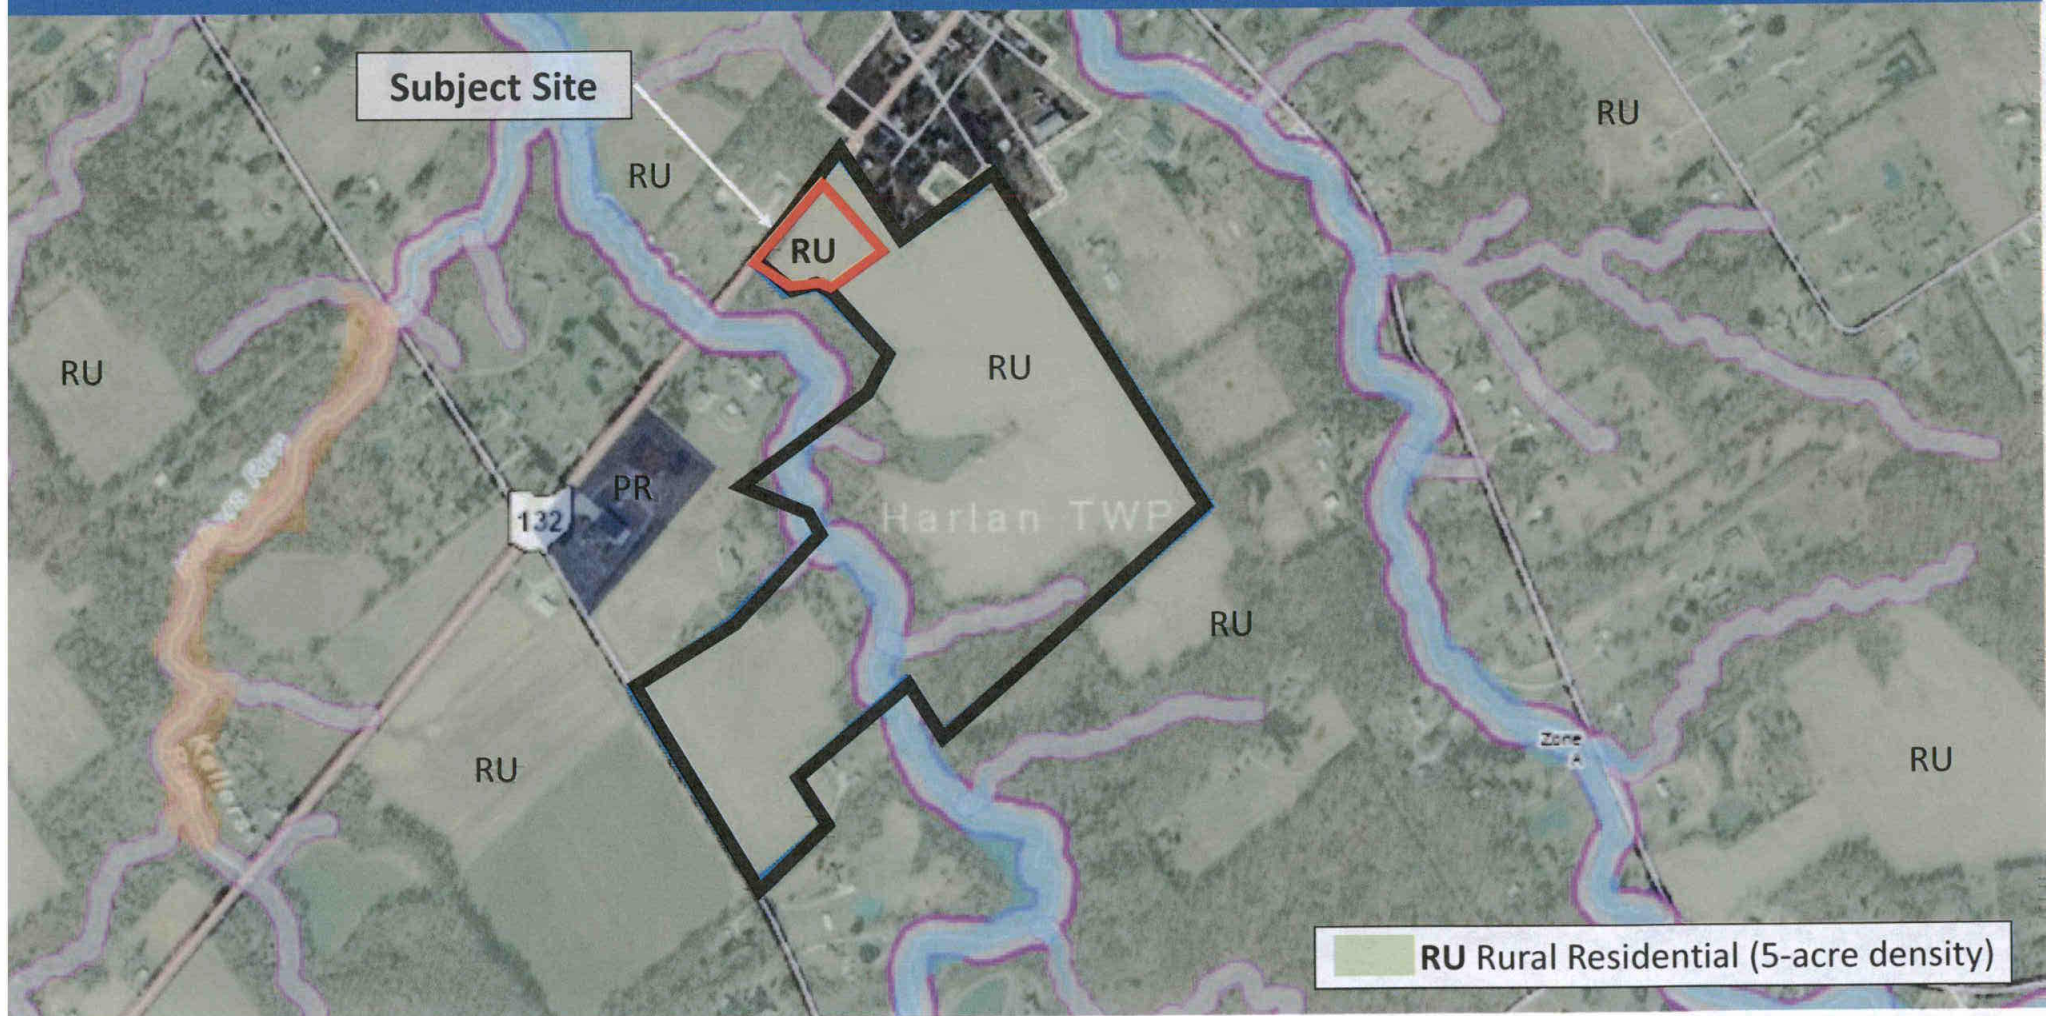 Subject Site
RU
RU
RU
RU
RU
PR
132
Harlan TWP
RU
RU
Zone
A
RU
RU Rural Residential (5-acre density)